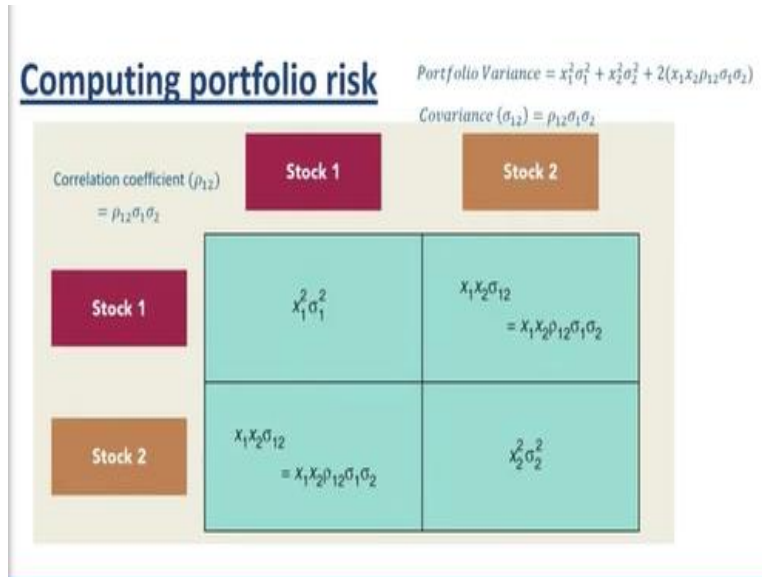 Computing portfolio risk
Portfolio Variance = x₁²σ₁² + x₂²σ₂² + 2(x₁x₂ρ₁₂σ₁σ₂)
Covariance (σ₁₂) = ρ₁₂σ₁σ₂
Correlation coefficient (ρ₁₂)
= ρ₁₂σ₁σ₂
Stock 1
Stock 2
Stock 1
x₁²σ₁²
x₁x₂σ₁₂
= x₁x₂ρ₁₂σ₁σ₂
Stock 2
x₁x₂σ₁₂
= x₁x₂ρ₁₂σ₁σ₂
x₂²σ₂²